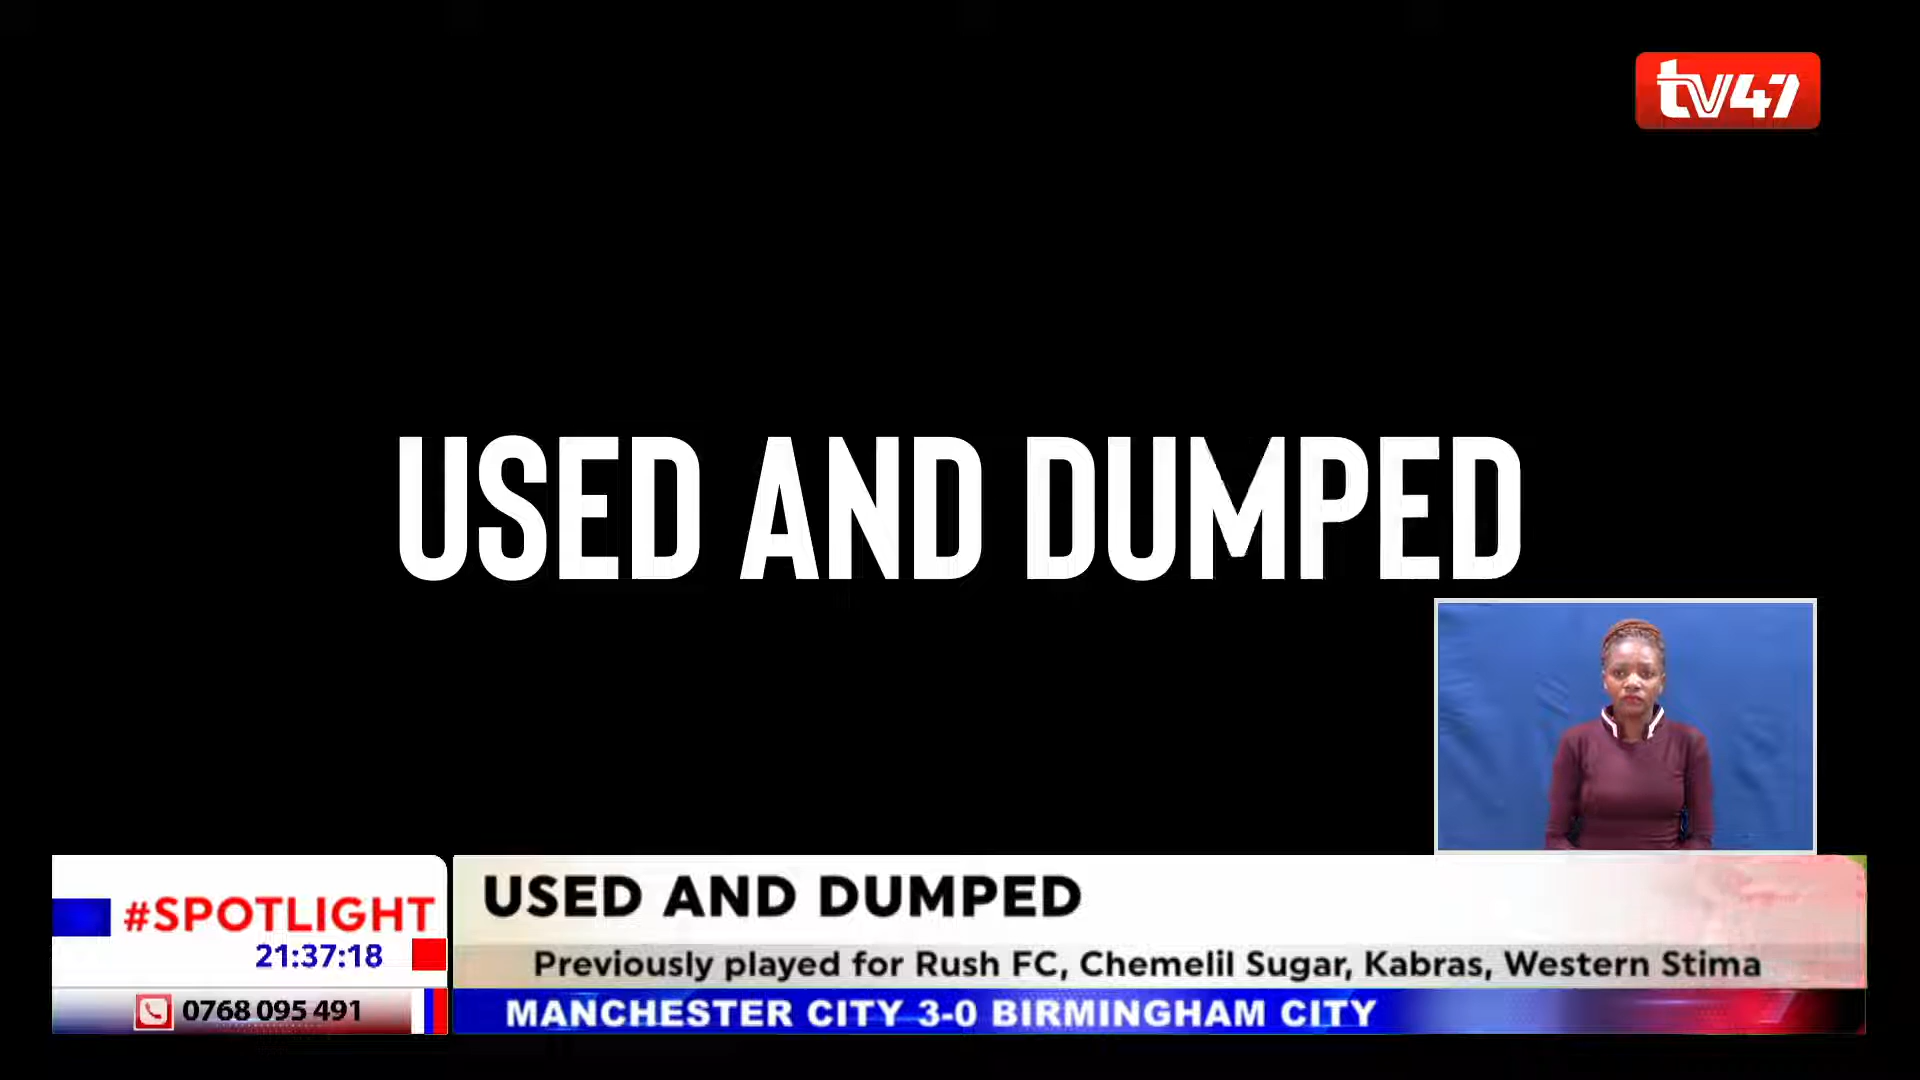 tv47
USED AND DUMPED
#SPOTLIGHT
21:37:18
0768 095 491
USED AND DUMPED
Previously played for Rush FC, Chemelil Sugar, Kabras, Western Stima
MANCHESTER CITY 3-0 BIRMINGHAM CITY